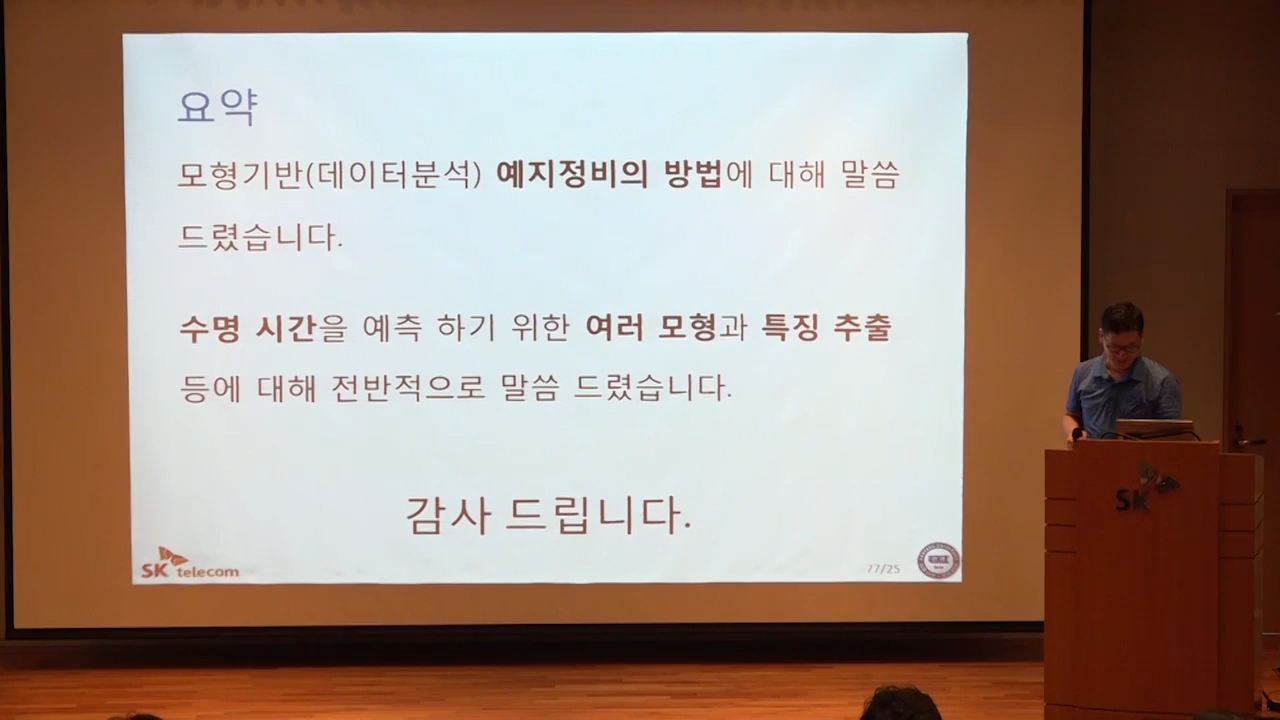 요약
모형기반(데이터분석) 예지정비의 방법에 대해 말씀
드렸습니다.
수명 시간을 예측 하기 위한 여러 모형과 특징 추출
등에 대해 전반적으로 말씀 드렸습니다.
감사 드립니다.
SK telecom
77/25
SK